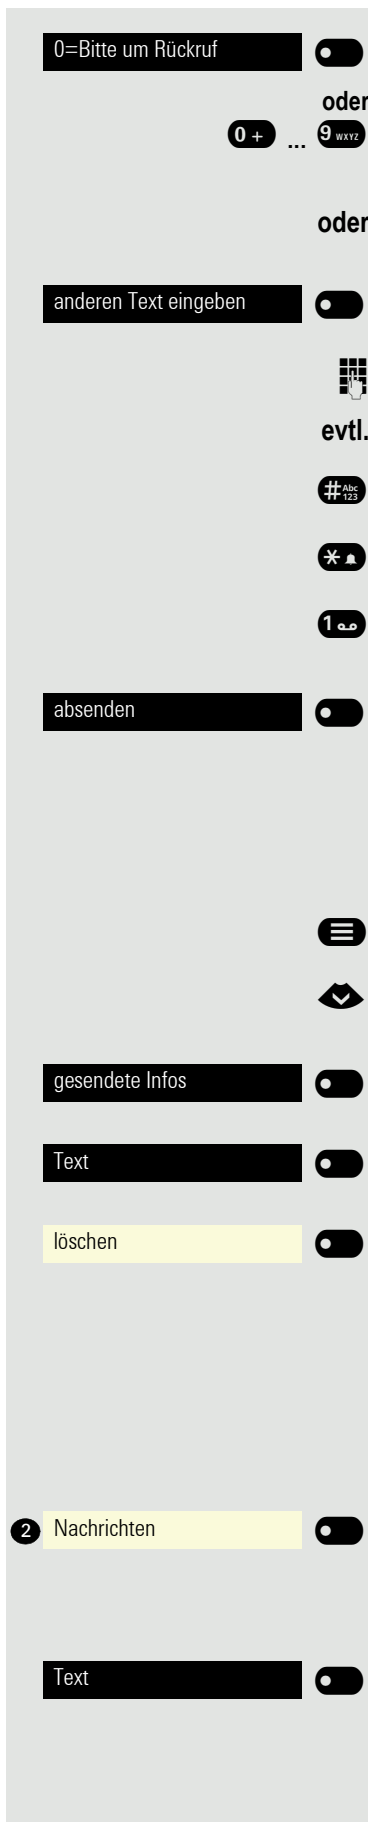 0=Bitte um Rückruf
oder
0 + ... 9 WXYZ
oder
anderen Text eingeben
evtl.
# Abc 123
*
1
absenden
gesendete Infos
Text
löschen
2 Nachrichten
Text